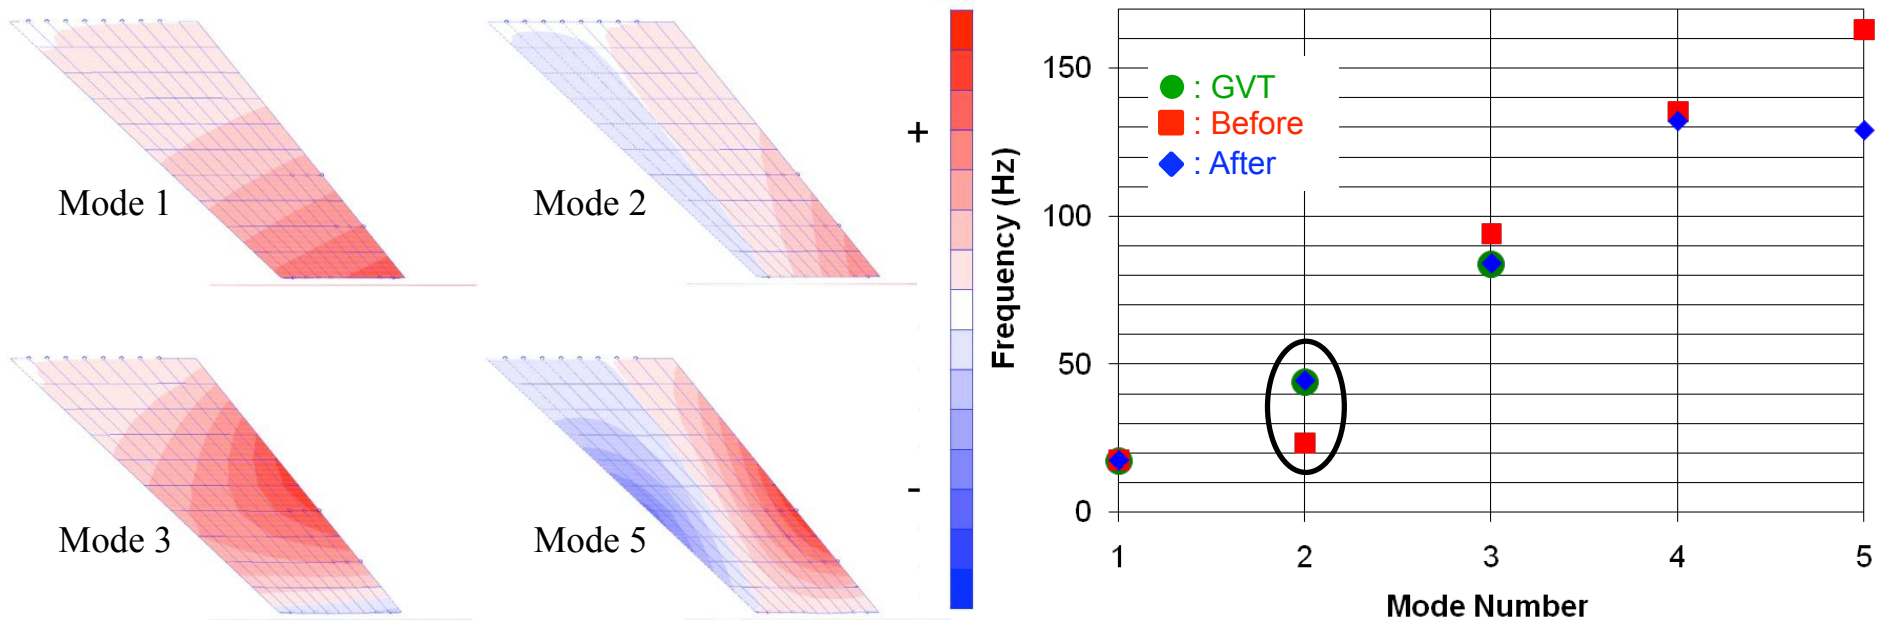 Mode 1
Mode 2
Mode 3
Mode 5
+
-
Frequency (Hz)
150
100
50
0
: GVT
: Before
: After
1 2 3 4 5
Mode Number